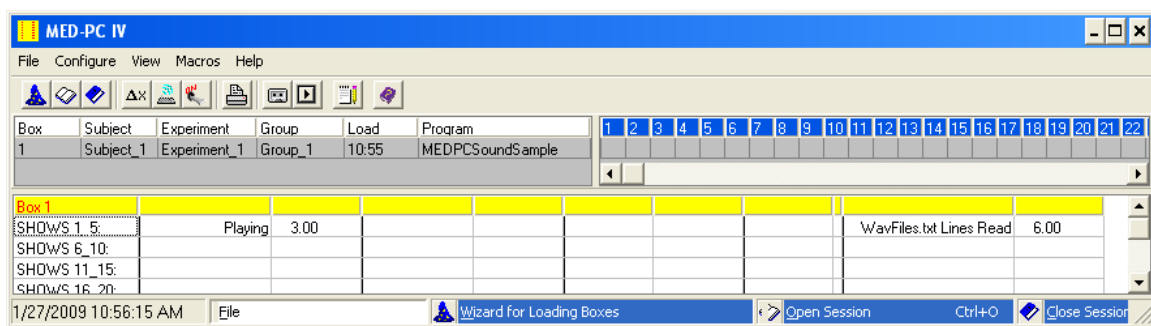 MED-PC IV
File Configure View Macros Help
Box Subject Experiment Group Load Program 1 2 3 4 5 6 7 8 9 10 11 12 13 14 15 16 17 18 19 20 21 22
1 Subject_1 Experiment_1 Group_1 10:55 MEDPCSoundSample
Box 1
SHOWS 1_5: Playing 3.00 WavFiles.txt Lines Read 6.00
SHOWS 6_10:
SHOWS 11_15:
SHOWS 16_20:
1/27/2009 10:56:15 AM File Wizard for Loading Boxes Open Session Ctrl+O Close Session